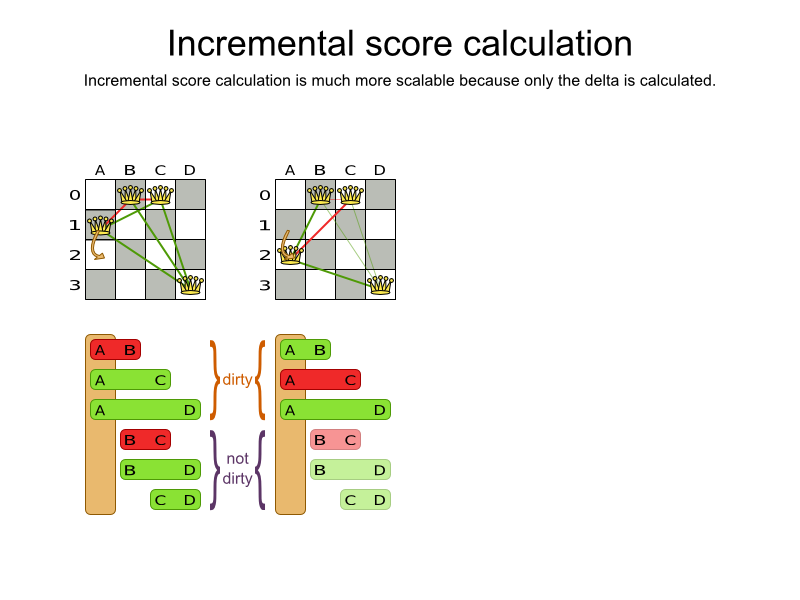 Incremental score calculation
Incremental score calculation is much more scalable because only the delta is calculated.
A B C D
0
1
2
3
A B C D
0
1
2
3
A B
A C
A D
B C
B D
C D
dirty
not
dirty
A B
A C
A D
B C
B D
C D